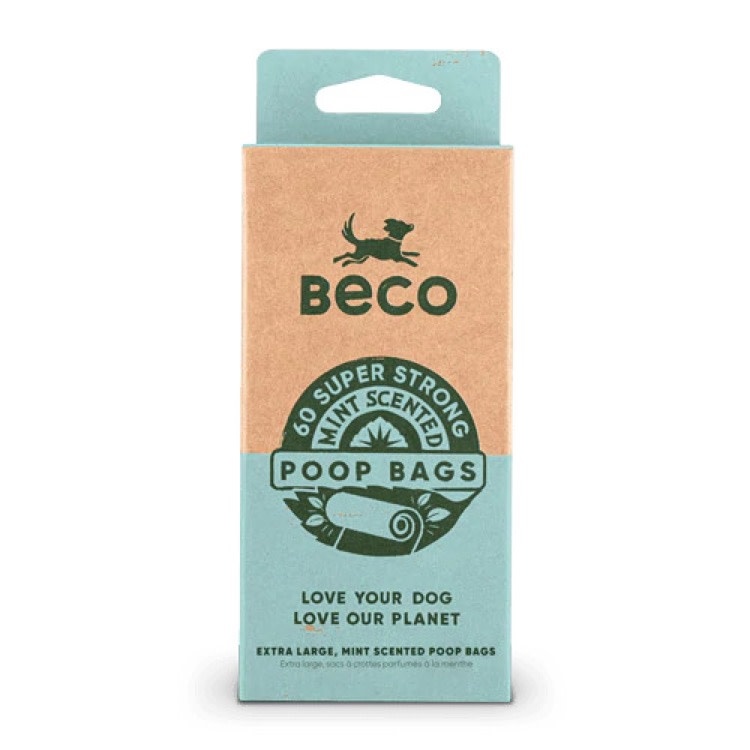 Beco
60 SUPER STRONG
MINT SCENTED
POOP BAGS
LOVE YOUR DOG
LOVE OUR PLANET
EXTRA LARGE, MINT SCENTED POOP BAGS
Extra large, sacs à crottes parfumés à la menthe